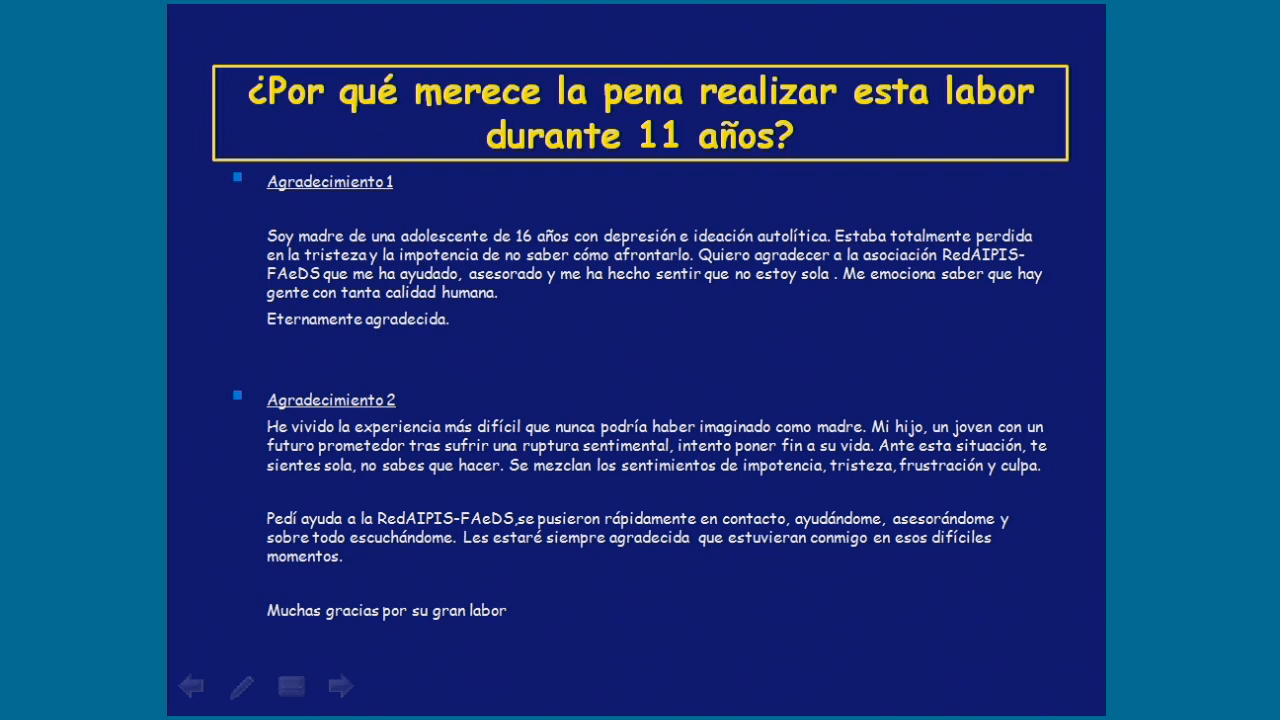 ¿Por qué merece la pena realizar esta labor
durante 11 años?
Agradecimiento 1
Soy madre de una adolescente de 16 años con depresión e ideación autolítica. Estaba totalmente perdida
en la tristeza y la impotencia de no saber cómo afrontarlo. Quiero agradecer a la asociación RedAIPIS-
FAeDS que me ha ayudado, asesorado y me ha hecho sentir que no estoy sola . Me emociona saber que hay
gente con tanta calidad humana.
Eternamente agradecida.
Agradecimiento 2
He vivido la experiencia más difícil que nunca podría haber imaginado como madre. Mi hijo, un joven con un
futuro prometedor tras sufrir una ruptura sentimental, intento poner fin a su vida. Ante esta situación, te
sientes sola, no sabes que hacer. Se mezclan los sentimientos de impotencia, tristeza, frustración y culpa.
Pedí ayuda a la RedAIPIS-FAeDS,se pusieron rápidamente en contacto, ayudándome, asesorándome y
sobre todo escuchándome. Les estaré siempre agradecida que estuvieran conmigo en esos difíciles
momentos.
Muchas gracias por su gran labor